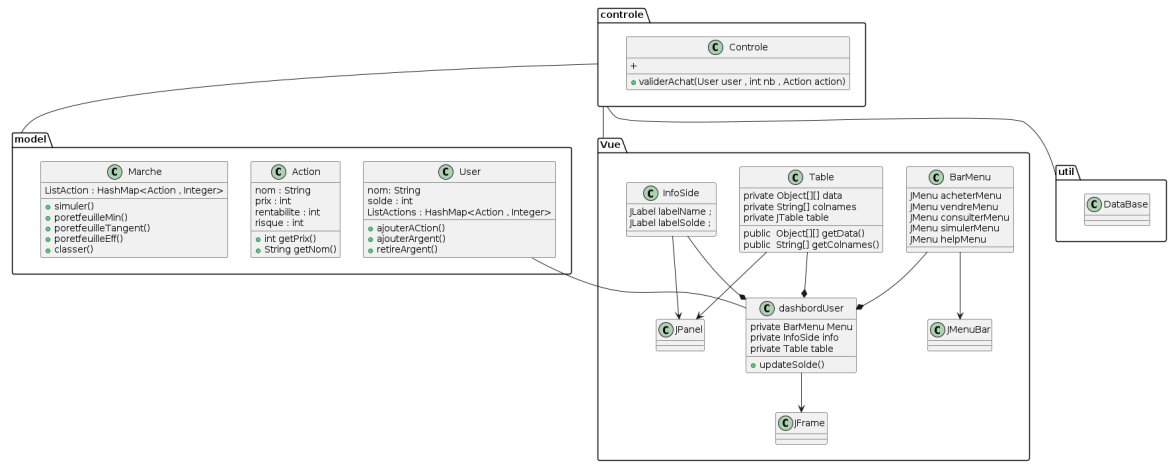 controle
C Controle
+
validerAchat(User user , int nb , Action action)
model
C Marche
ListAction : HashMap<Action , Integer>
simuler()
poretfeuilleMin()
poretfeuilleTangent()
poretfeuilleEff()
classer()
C Action
nom : String
prix : int
rentabilite : int
risque : int
int getPrix()
String getNom()
C User
nom: String
solde : int
ListActions : HashMap<Action , Integer>
ajouterACtion()
ajouterArgent()
retireArgent()
Vue
C InfoSide
JLabel labelName ;
JLabel labelSolde ;
C Table
private Object[][] data
private String[] colnames
private JTable table
public Object[][] getData()
public String[] getColnames()
C BarMenu
JMenu acheterMenu
JMenu vendreMenu
JMenu consulterMenu
JMenu simulerMenu
JMenu helpMenu
C JPanel
C dashbordUser
private BarMenu Menu
private InfoSide info
private Table table
updateSolde()
C JMenuBar
C JFrame
util
C DataBase